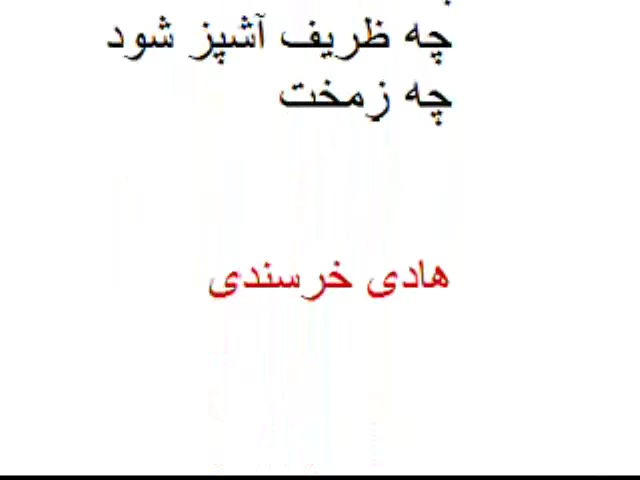 چه ظریف آشپز شود
چه زمخت
هادی خرسندی